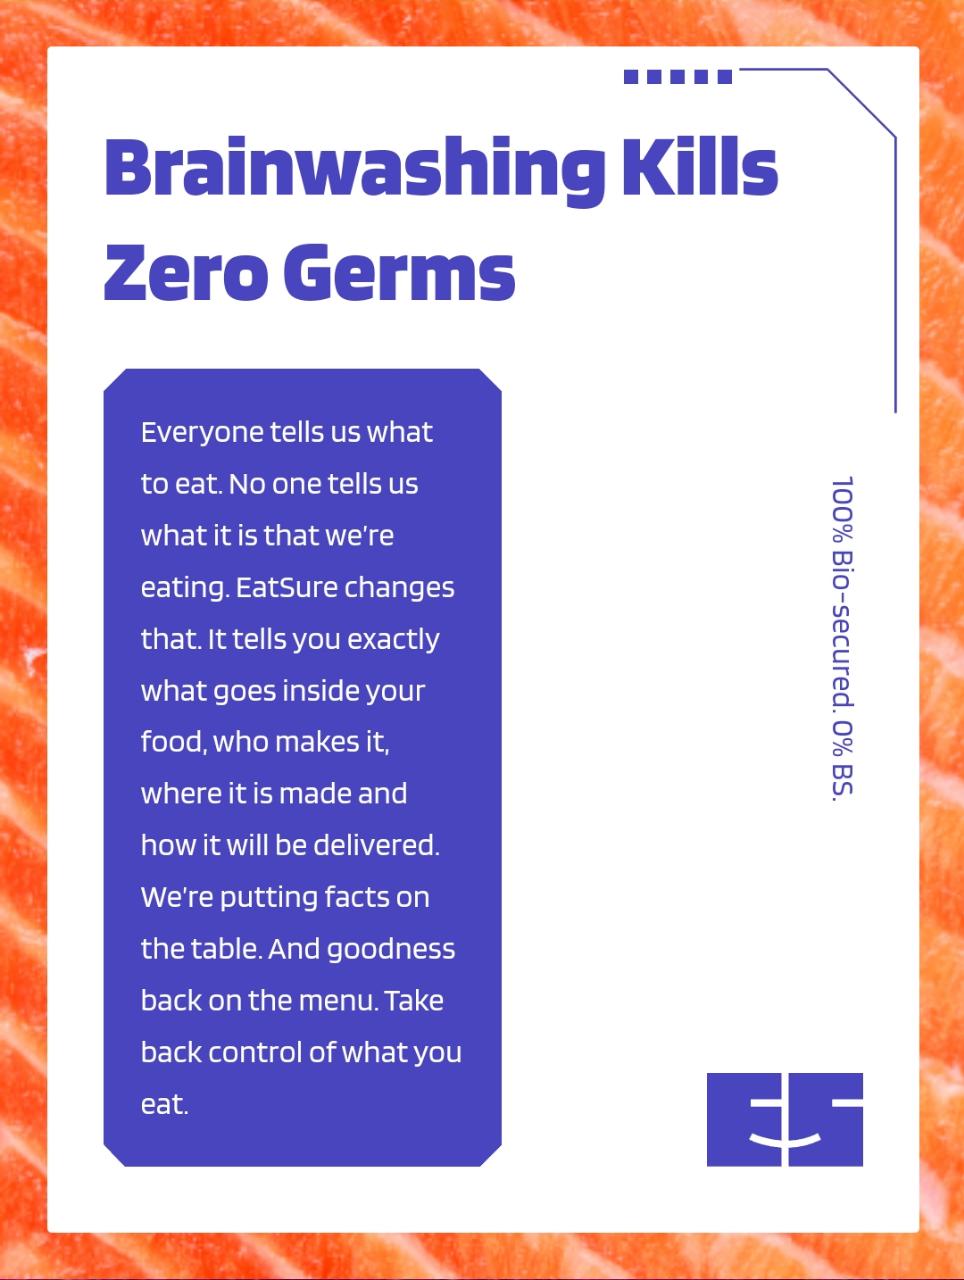 Brainwashing Kills
Zero Germs
Everyone tells us what
to eat. No one tells us
what it is that we're
eating. EatSure changes
that. It tells you exactly
what goes inside your
food, who makes it,
where it is made and
how it will be delivered.
We're putting facts on
the table. And goodness
back on the menu. Take
back control of what you
eat.
100% Bio-secured. 0% BS.
ES